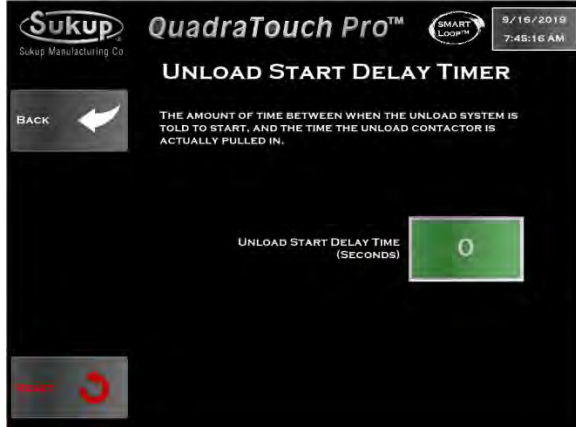 Sukup
Sukup Manufacturing Co
QuadraTouch Pro™
SMART
LOOP™
9/16/2019
7:45:16 AM
UNLOAD START DELAY TIMER
BACK
THE AMOUNT OF TIME BETWEEN WHEN THE UNLOAD SYSTEM IS
TOLD TO START, AND THE TIME THE UNLOAD CONTACTOR IS
ACTUALLY PULLED IN.
UNLOAD START DELAY TIME
(SECONDS)
0
RESET